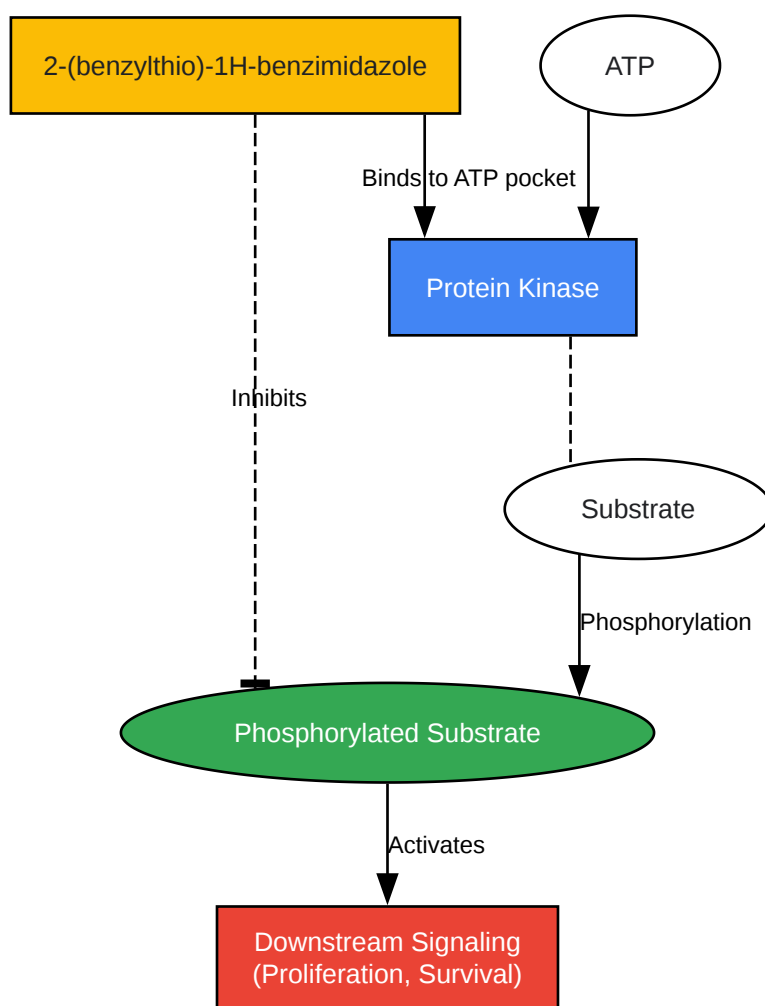 2-(benzylthio)-1H-benzimidazole
ATP
Binds to ATP pocket
Protein Kinase
Inhibits
Substrate
Phosphorylation
Phosphorylated Substrate
Activates
Downstream Signaling
(Proliferation, Survival)